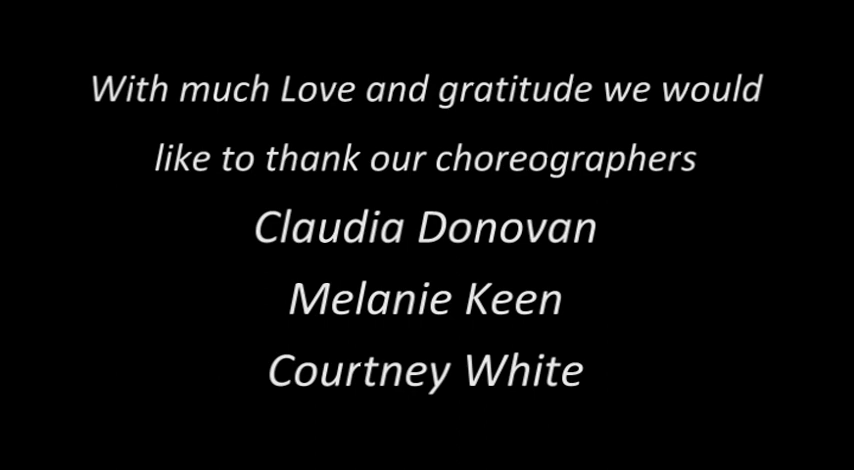 With much Love and gratitude we would
like to thank our choreographers
Claudia Donovan
Melanie Keen
Courtney White